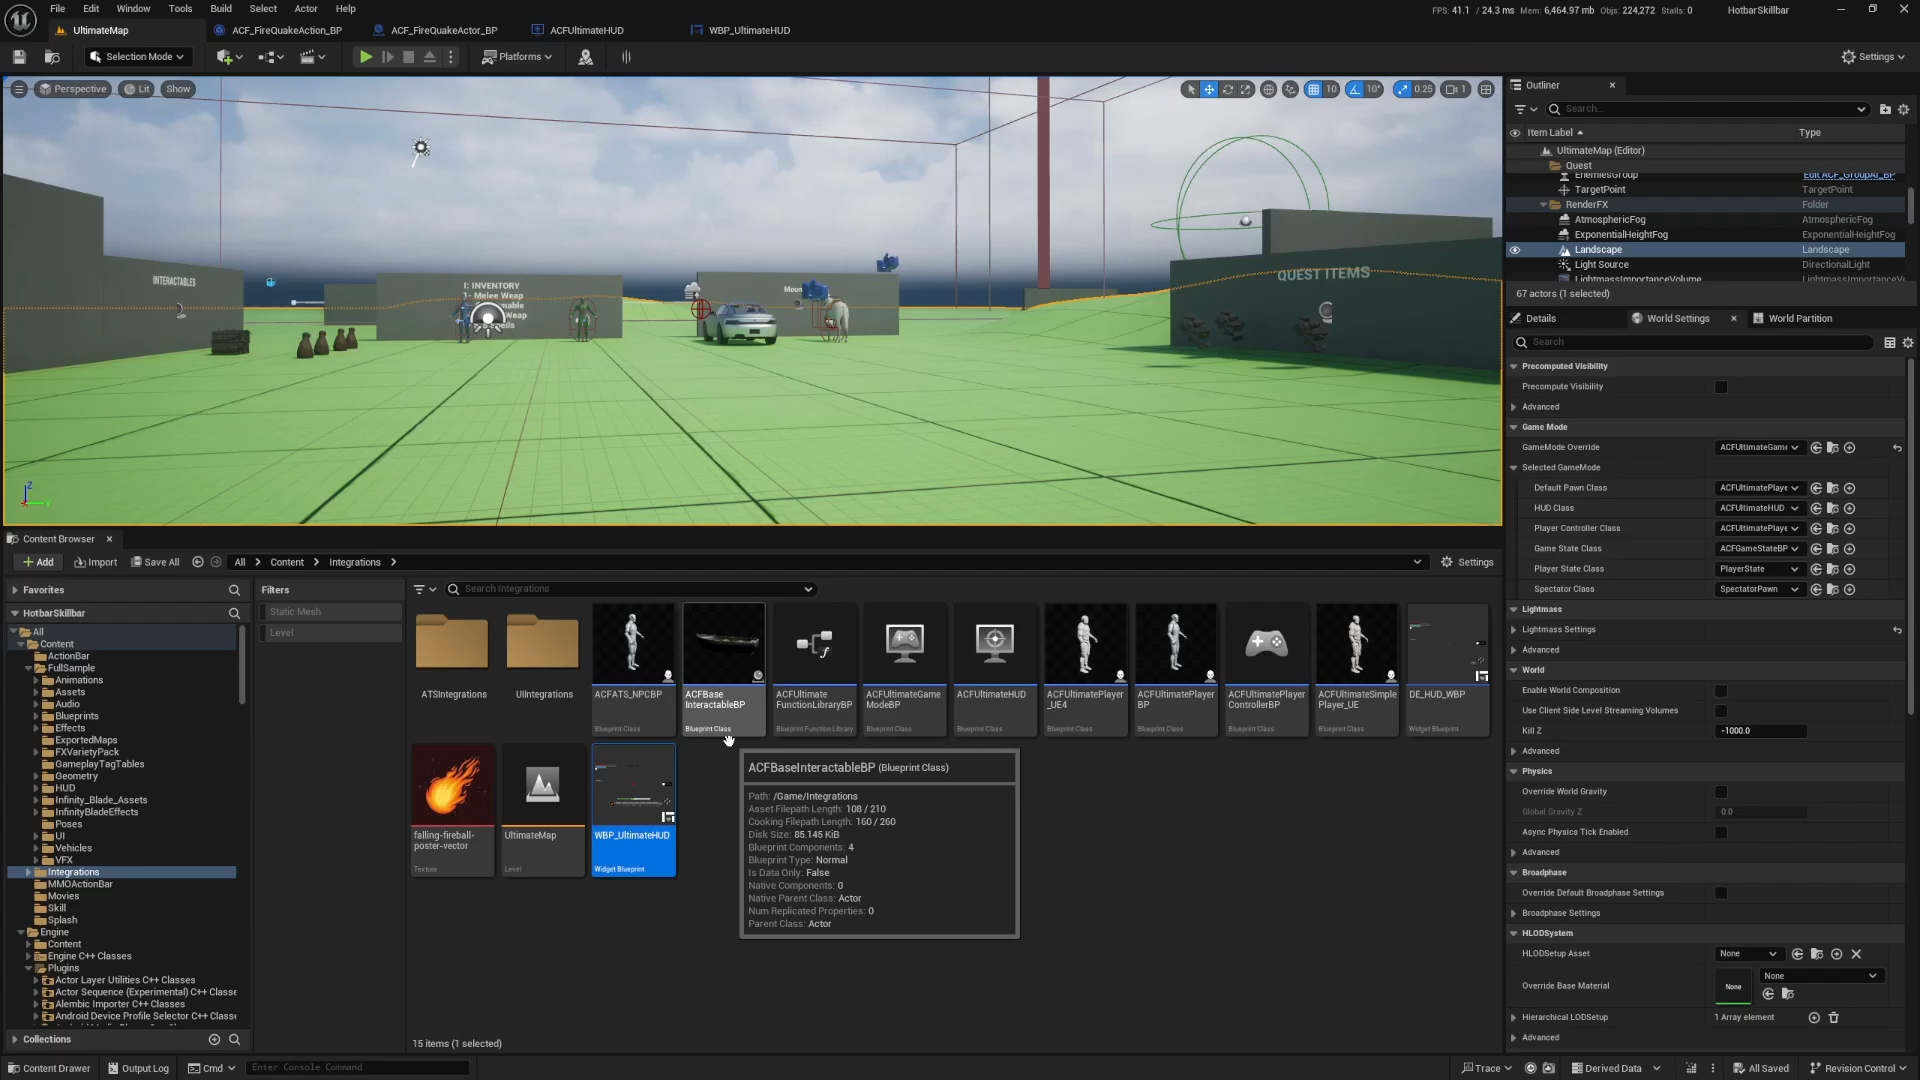 File Edit Window Tools Build Select Actor Help
FPS: 41.1 / 24.3 ms Mem: 6,464.97 mb Objs: 224,272 Stalls: 0
HotbarSkillbar
UltimateMap
ACF_FireQuakeAction_BP
ACF_FireQuakeActor_BP
ACFUltimateHUD
WBP_UltimateHUD
Selection Mode
Platforms
Settings
Perspective
Lit
Show
10
10°
0.25
1
INTERACTABLES
I: INVENTORY
QUEST ITEMS
Z
Outliner
Search...
Item Label
Type
UltimateMap (Editor)
Quest
EnemiesGroup Edit ACF_GroupAI_BP
TargetPoint TargetPoint
RenderFX Folder
AtmosphericFog AtmosphericFog
ExponentialHeightFog ExponentialHeightFog
Landscape Landscape
Light Source DirectionalLight
67 actors (1 selected)
Details
World Settings
World Partition
Search
Precomputed Visibility
Precompute Visibility
Advanced
Game Mode
GameMode Override ACFUltimateGame
Selected GameMode
Default Pawn Class ACFUltimatePlaye
HUD Class ACFUltimateHUD
Player Controller Class ACFUltimatePlaye
Game State Class ACFGameStateBP
Player State Class PlayerState
Spectator Class SpectatorPawn
Lightmass
Lightmass Settings
Advanced
World
Enable World Composition
Use Client Side Level Streaming Volumes
Kill Z -1000.0
Advanced
Physics
Override World Gravity
Global Gravity Z 0.0
Async Physics Tick Enabled
Advanced
Broadphase
Override Default Broadphase Settings
Broadphase Settings
HLODSystem
HLODSetup Asset None
None
Override Base Material None
Hierarchical LODSetup 1 Array element
Advanced
Content Browser
Add
Import
Save All
All
Content
Integrations
Settings
Favorites
HotbarSkillbar
All
Content
ActionBar
FullSample
Animations
Assets
Audio
Blueprints
Effects
ExportedMaps
FXVarietyPack
GameplayTagTables
Geometry
HUD
Infinity_Blade_Assets
InfinityBladeEffects
Poses
UI
Vehicles
VFX
Integrations
MMOActionBar
Movies
Skill
Splash
Engine
Content
Engine C++ Classes
Plugins
Actor Layer Utilities C++ Classes
Actor Sequence (Experimental) C++ Classe
Alembic Importer C++ Classes
Android Device Profile Selector C++ Classe
Collections
Filters
Static Mesh
Level
Search Integrations
ATSIntegrations
UIIntegrations
ACFATS_NPCBP
Blueprint Class
ACFBase
InteractableBP
Blueprint Class
ACFUltimate
FunctionLibraryBP
Blueprint Function Library
ACFUltimateGame
ModeBP
Blueprint Class
ACFUltimateHUD
Blueprint Class
ACFUltimatePlayer
_UE4
Blueprint Class
ACFUltimatePlayer
BP
Blueprint Class
ACFUltimatePlayer
ControllerBP
Blueprint Class
ACFUltimateSimple
Player_UE
Blueprint Class
DE_HUD_WBP
Widget Blueprint
falling-fireball-
poster-vector
Texture
UltimateMap
Level
WBP_UltimateHUD
Widget Blueprint
ACFBaseInteractableBP (Blueprint Class)
Path: /Game/Integrations
Asset Filepath Length: 108 / 210
Cooking Filepath Length: 160 / 260
Disk Size: 85.145 KiB
Blueprint Components: 4
Blueprint Type: Normal
Is Data Only: False
Native Components: 0
Native Parent Class: Actor
Num Replicated Properties: 0
Parent Class: Actor
15 items (1 selected)
Content Drawer
Output Log
Cmd
Enter Console Command
Trace
Derived Data
All Saved
Revision Control